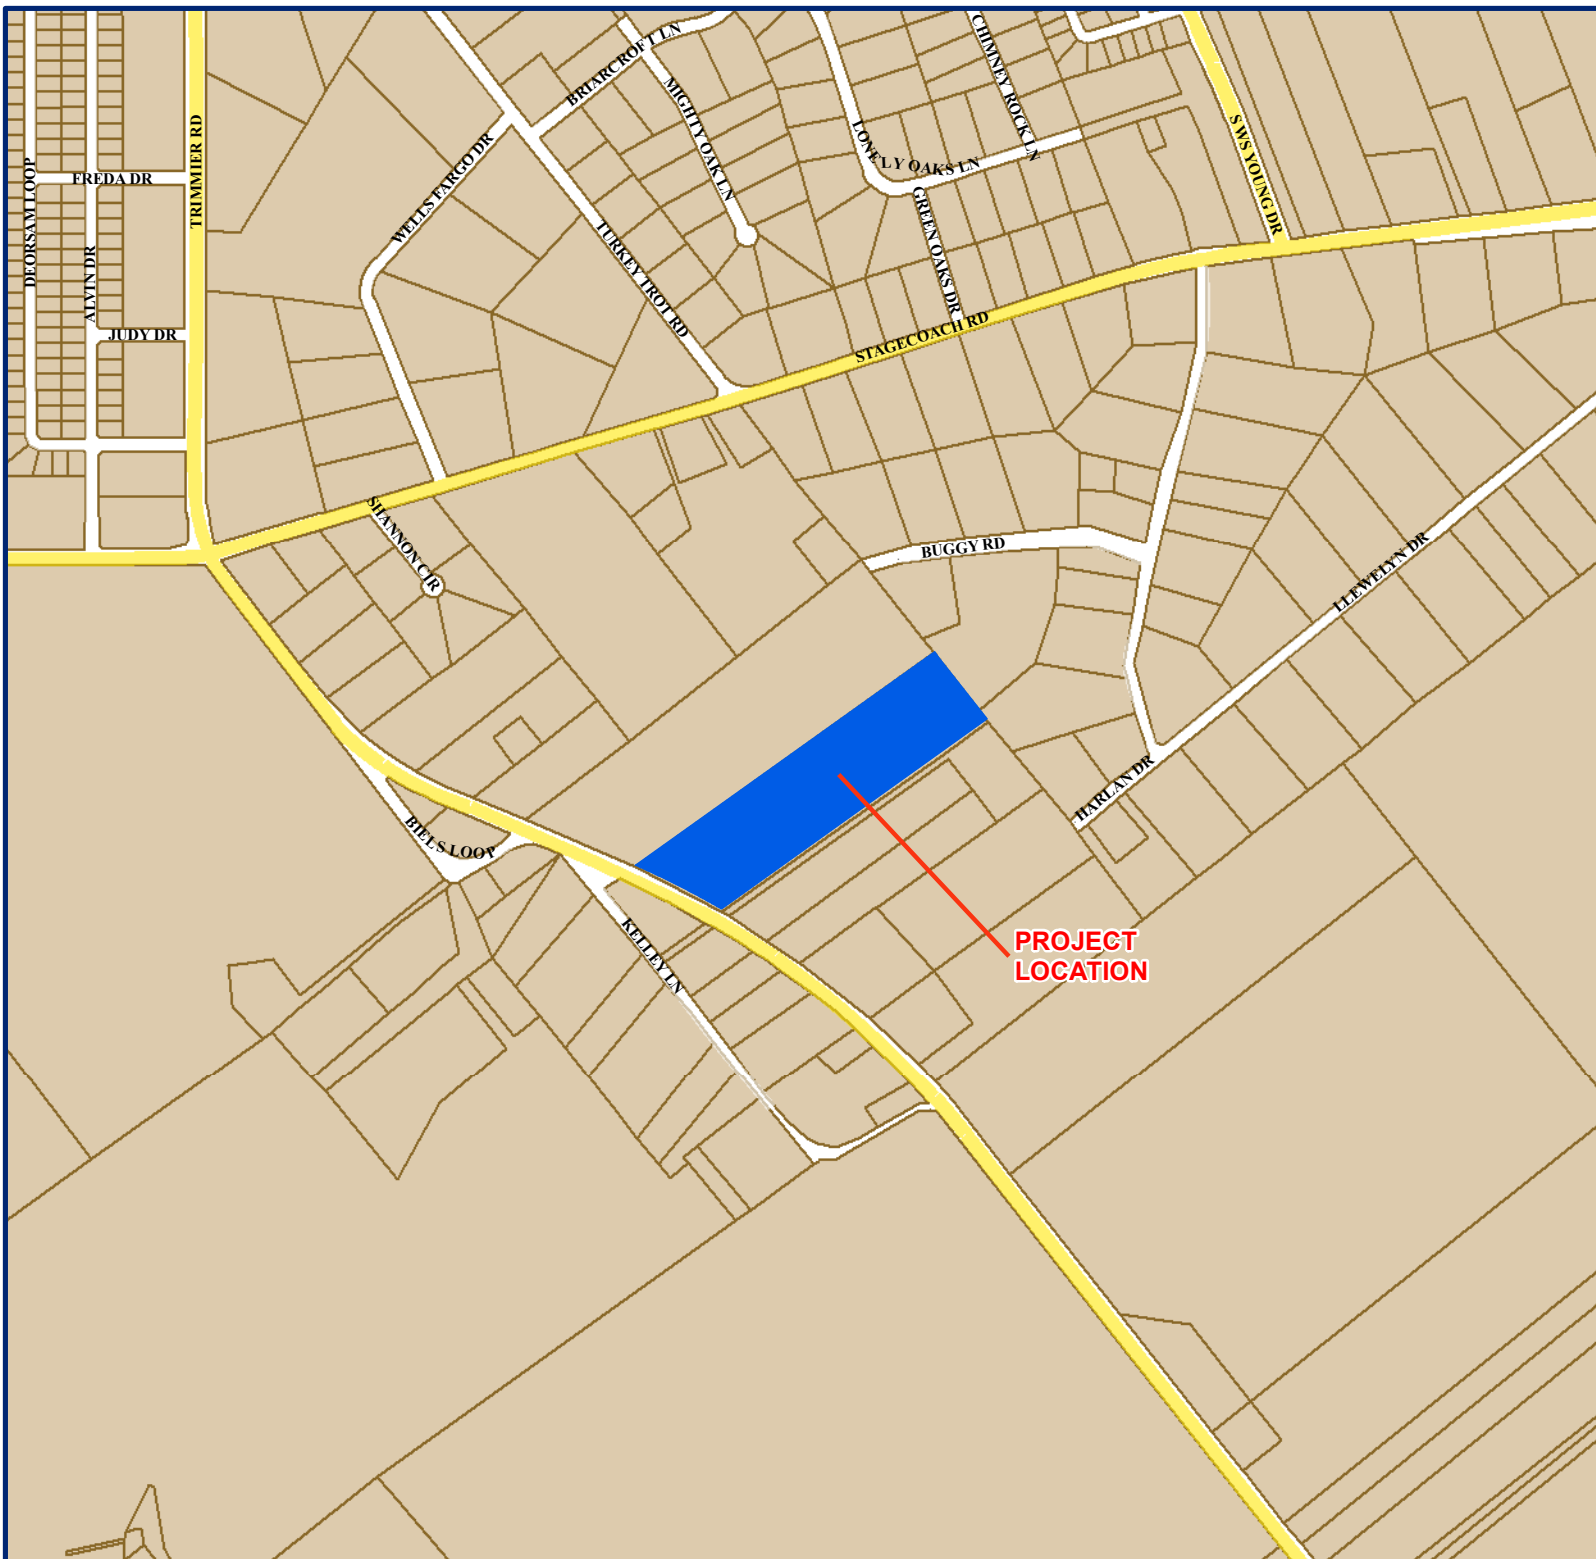 CHIMNEY ROCK LN
BRIARCROFT LN
MIGHTY OAK LN
TRIMMIER RD
S WS YOUNG DR
LONELY OAKS LN
FREDA DR
DEORSAM LOOP
WELLS FARGO DR
GREEN OAKS DR
TURKEY TROT RD
ALVIN DR
JUDY DR
STAGECOACH RD
SHANNON CIR
BUGGY RD
LLEWELYN DR
HARLAN DR
BIELS LOOP
KELLEY LN
PROJECT
LOCATION